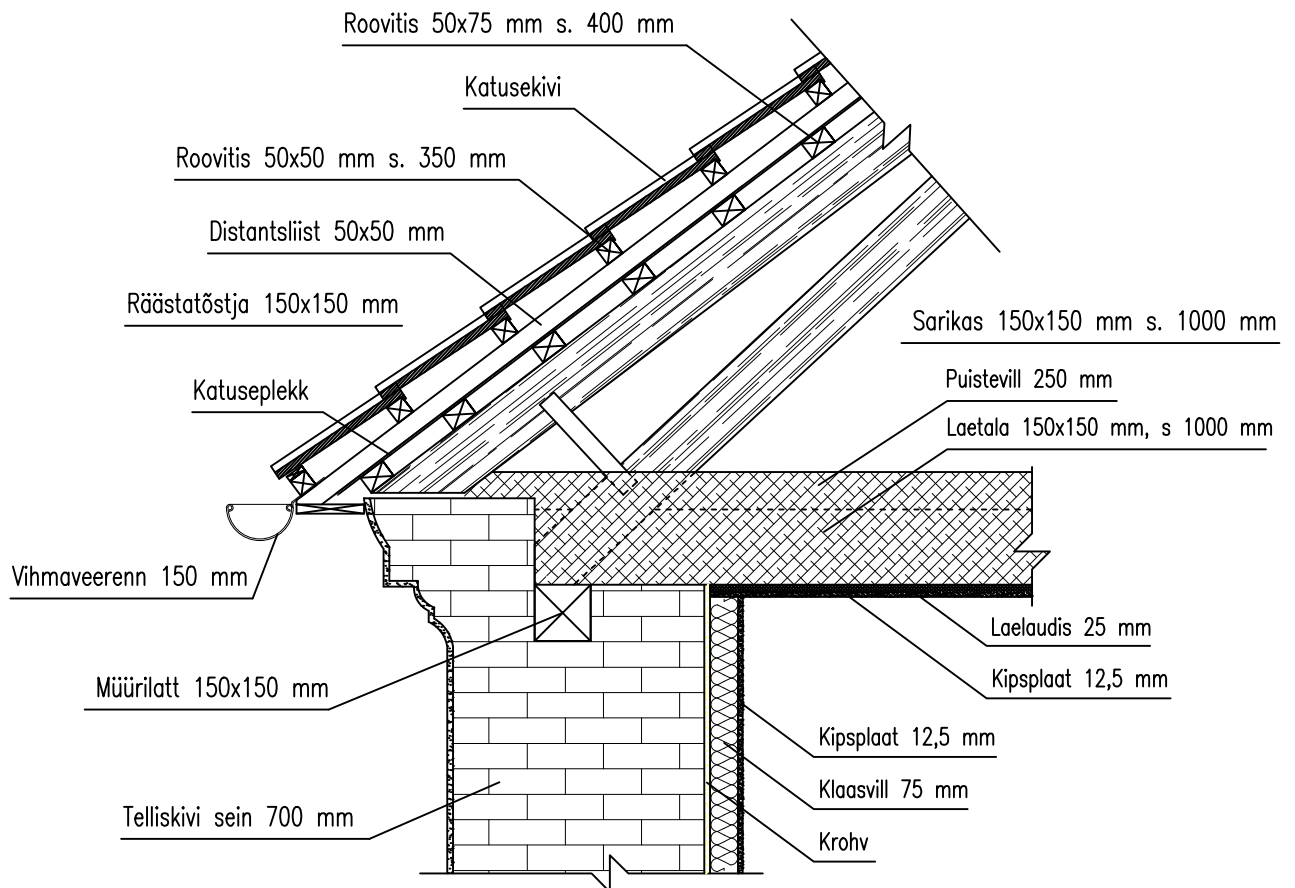 Roovitis 50x75 mm s. 400 mm
Katusekivi
Roovitis 50x50 mm s. 350 mm
Distantsliist 50x50 mm
Räästatõstja 150x150 mm
Sarikas 150x150 mm s. 1000 mm
Puistevill 250 mm
Katuseplekk
Laetala 150x150 mm, s 1000 mm
Vihmaveerenn 150 mm
Laelaudis 25 mm
Müürilatt 150x150 mm
Kipsplaat 12,5 mm
Kipsplaat 12,5 mm
Klaasvill 75 mm
Telliskivi sein 700 mm
Krohv